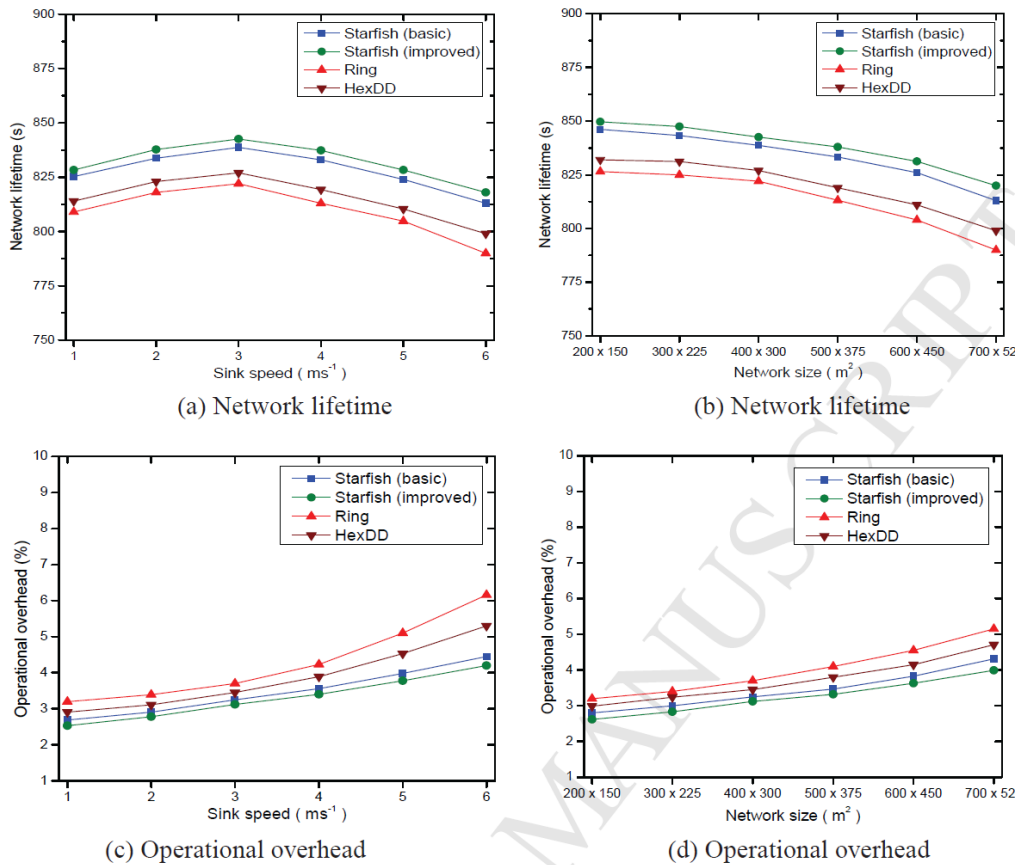 900
875
850
825
800
775
750
Network lifetime (s)
Starfish (basic)
Starfish (improved)
Ring
HexDD
1 2 3 4 5 6
Sink speed ( ms⁻¹ )
(a) Network lifetime
900
875
850
825
800
775
750
Network lifetime (s)
Starfish (basic)
Starfish (improved)
Ring
HexDD
200 x 150 300 x 225 400 x 300 500 x 375 600 x 450 700 x 52
Network size ( m² )
(b) Network lifetime
10
9
8
7
6
5
4
3
2
1
Operational overhead (%)
Starfish (basic)
Starfish (improved)
Ring
HexDD
1 2 3 4 5 6
Sink speed ( ms⁻¹ )
(c) Operational overhead
10
9
8
7
6
5
4
3
2
1
Operational overhead (%)
Starfish (basic)
Starfish (improved)
Ring
HexDD
200 x 150 300 x 225 400 x 300 500 x 375 600 x 450 700 x 52
Network size ( m² )
(d) Operational overhead
MANUSCRIPT